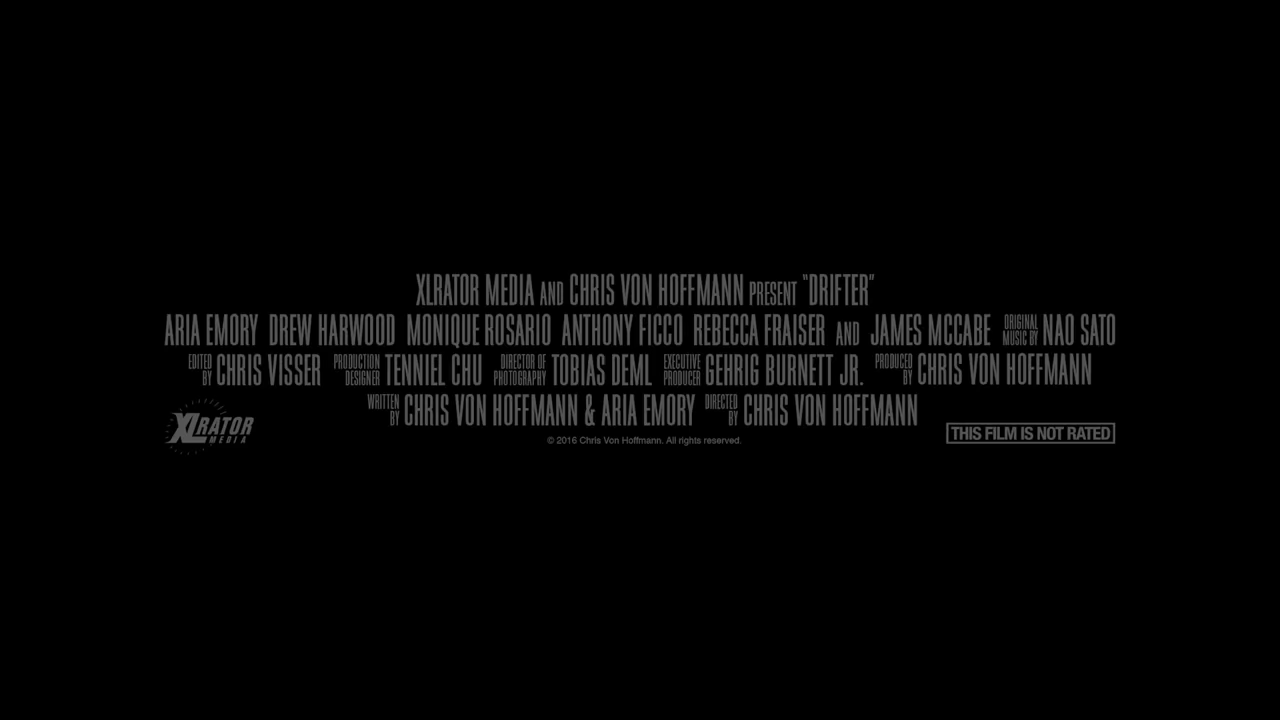 XLRATOR MEDIA AND CHRIS VON HOFFMANN PRESENT "DRIFTER"
ARIA EMORY DREW HARWOOD MONIQUE ROSARIO ANTHONY FICCO REBECCA FRAISER AND JAMES MCCABE ORIGINAL MUSIC BY NAO SATO
EDITED BY CHRIS VISSER PRODUCTION DESIGNER TENNIEL CHU DIRECTOR OF PHOTOGRAPHY TOBIAS DEML EXECUTIVE PRODUCER GEHRIG BURNETT JR. PRODUCED BY CHRIS VON HOFFMANN
WRITTEN BY CHRIS VON HOFFMANN & ARIA EMORY DIRECTED BY CHRIS VON HOFFMANN
XLRATOR
MEDIA
© 2016 Chris Von Hoffmann. All rights reserved.
THIS FILM IS NOT RATED